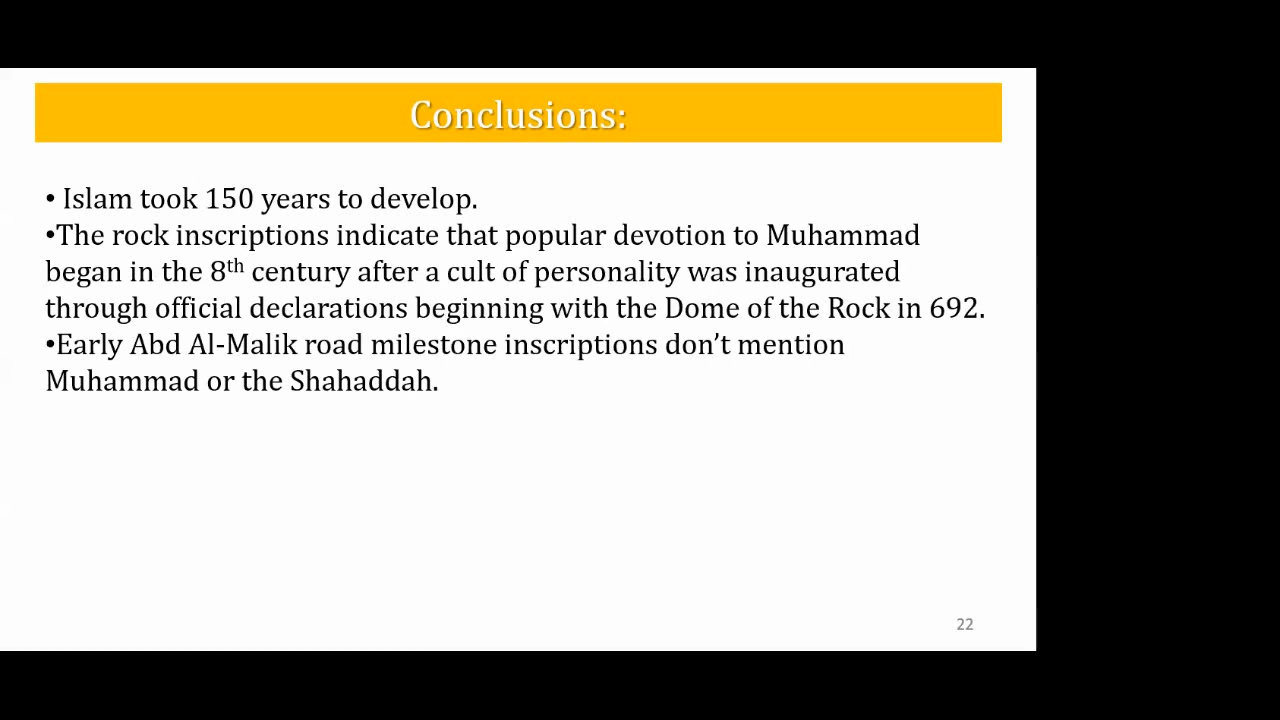 Conclusions:
• Islam took 150 years to develop.
•The rock inscriptions indicate that popular devotion to Muhammad
began in the 8th century after a cult of personality was inaugurated
through official declarations beginning with the Dome of the Rock in 692.
•Early Abd Al-Malik road milestone inscriptions don’t mention
Muhammad or the Shahaddah.
22